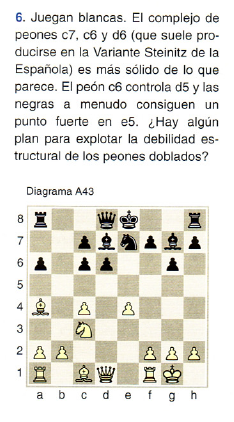 6. Juegan blancas. El complejo de
peones c7, c6 y d6 (que suele pro-
ducirse en la Variante Steinitz de la
Española) es más sólido de lo que
parece. El peón c6 controla d5 y las
negras a menudo consiguen un
punto fuerte en e5. ¿Hay algún
plan para explotar la debilidad es-
tructural de los peones doblados?
Diagrama A43
8
7
6
5
4
3
2
1
a b c d e f g h